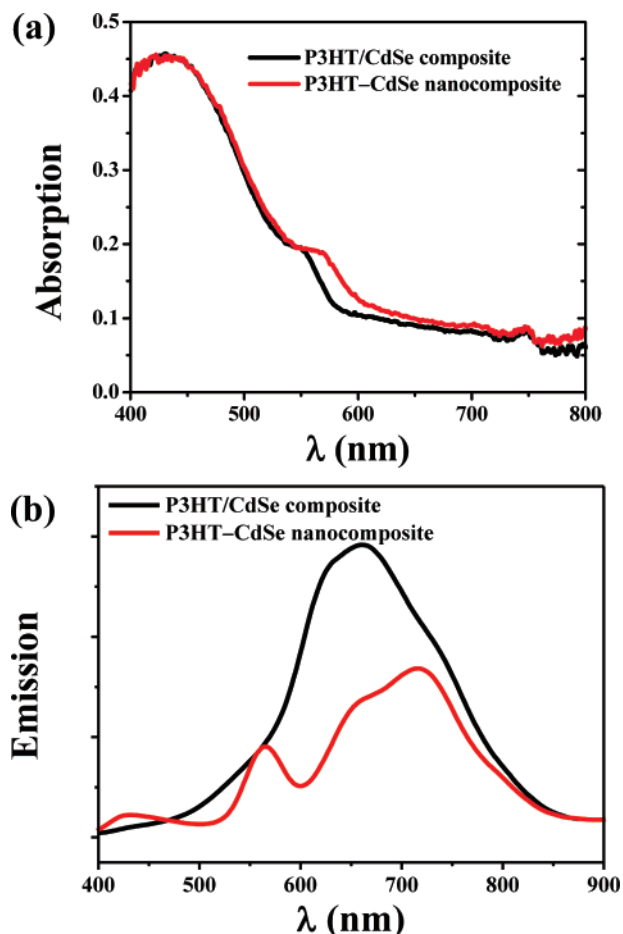 (a)
0.5
0.4
0.3
0.2
0.1
0.0
Absorption
P3HT/CdSe composite
P3HT–CdSe nanocomposite
400 500 600 700 800
λ (nm)
(b)
Emission
P3HT/CdSe composite
P3HT–CdSe nanocomposite
400 500 600 700 800 900
λ (nm)